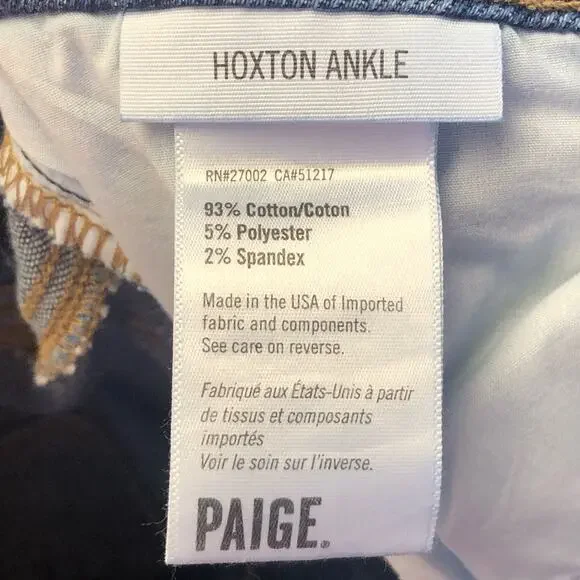 HOXTON ANKLE
RN#27002 CA#51217
93% Cotton/Coton
5% Polyester
2% Spandex
Made in the USA of Imported
fabric and components.
See care on reverse.
Fabriqué aux États-Unis à partir
de tissus et composants
importés
Voir le soin sur l'inverse.
PAIGE.